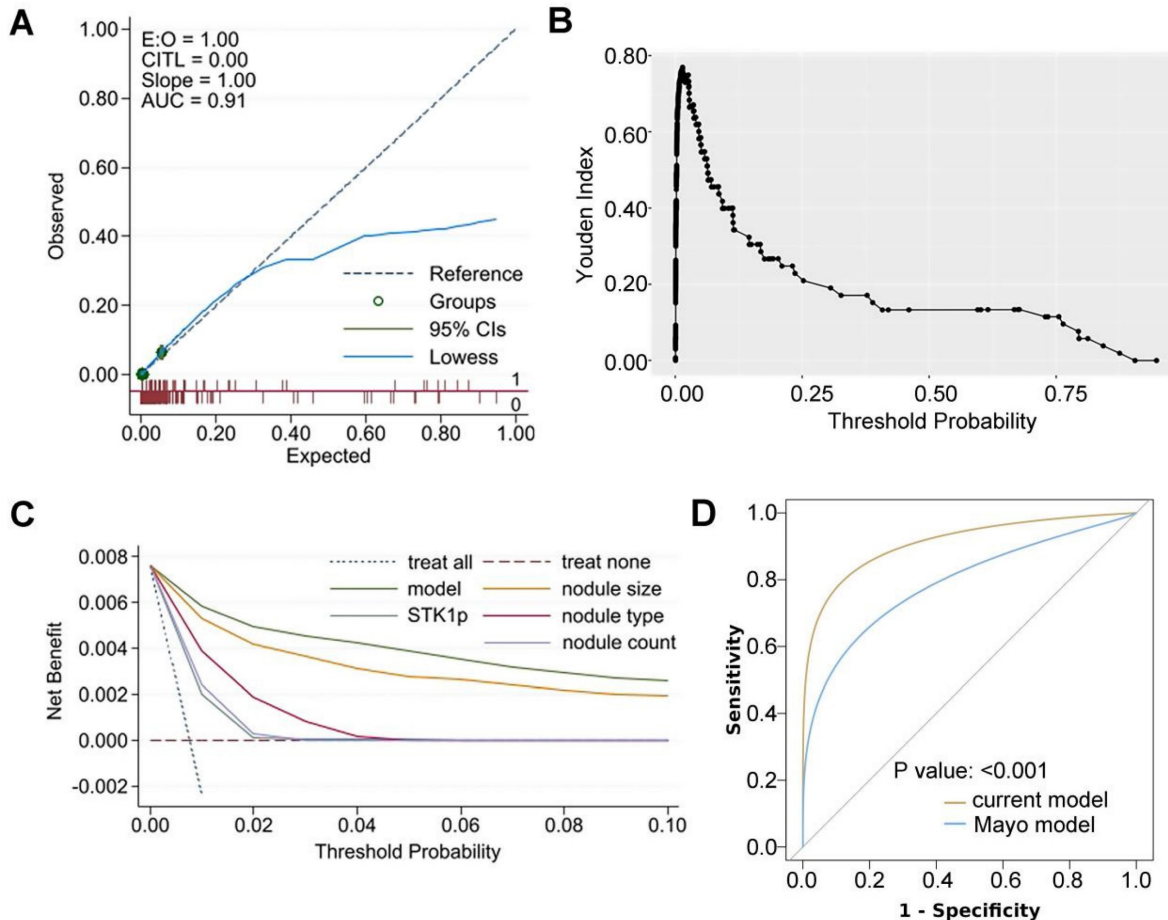 A
E:O = 1.00
CITL = 0.00
Slope = 1.00
AUC = 0.91
1.00
0.80
0.60
0.40
0.20
0.00
Observed
Reference
Groups
95% CIs
Lowess
1
0
0.00 0.20 0.40 0.60 0.80 1.00
Expected
B
0.80
0.60
0.40
0.20
0.00
Youden Index
0.00 0.25 0.50 0.75
Threshold Probability
C
0.008
0.006
0.004
0.002
0.000
-0.002
Net Benefit
treat all treat none
model nodule size
STK1p nodule type
nodule count
0.00 0.02 0.04 0.06 0.08 0.10
Threshold Probability
D
1.0
0.8
0.6
0.4
0.2
0.0
Sensitivity
P value: <0.001
current model
Mayo model
0.0 0.2 0.4 0.6 0.8 1.0
1 - Specificity